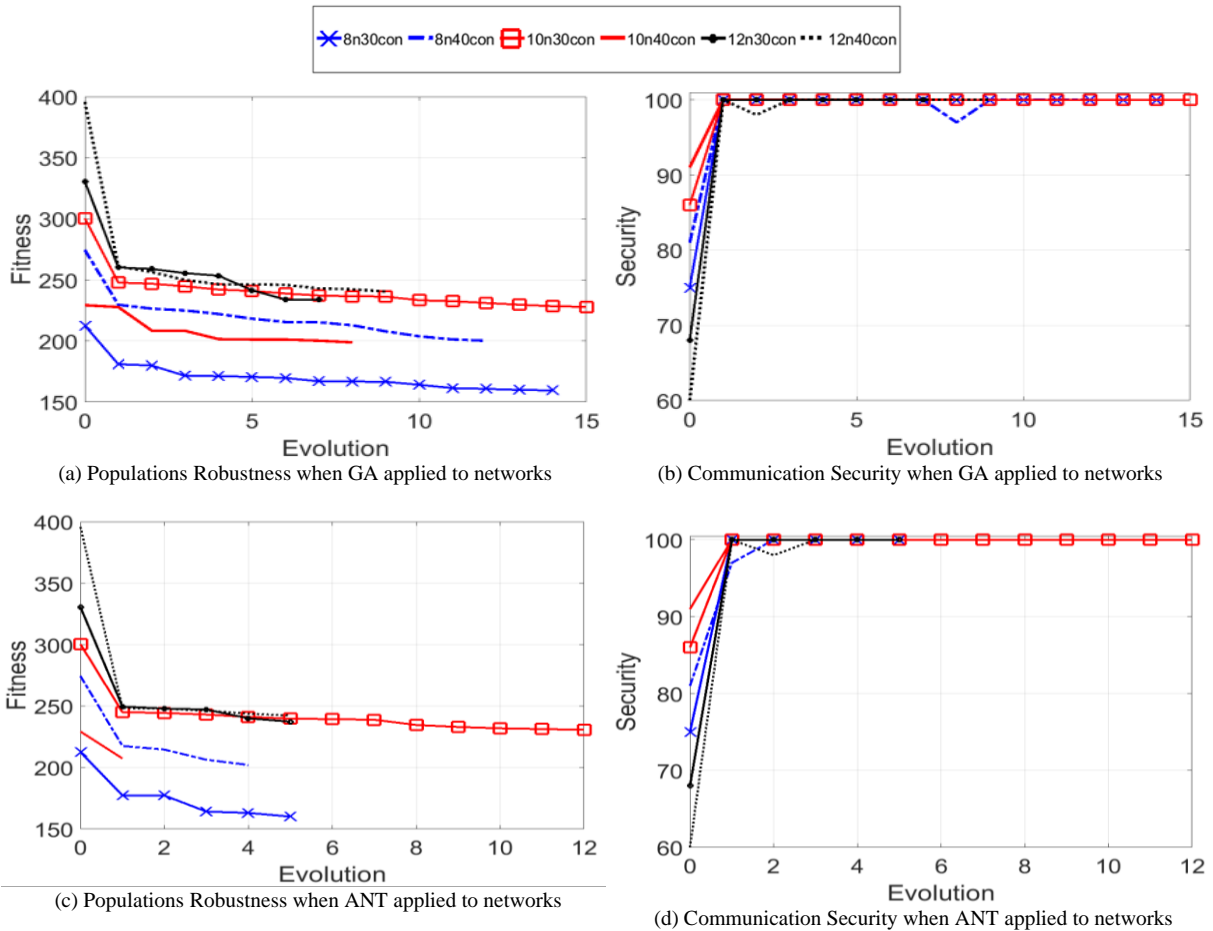 8n30con 8n40con 10n30con 10n40con 12n30con 12n40con
400
350
300
250
200
150
Fitness
0 5 10 15
Evolution
(a) Populations Robustness when GA applied to networks
100
90
80
70
60
Security
0 5 10 15
Evolution
(b) Communication Security when GA applied to networks
400
350
300
250
200
150
Fitness
0 2 4 6 8 10 12
Evolution
(c) Populations Robustness when ANT applied to networks
100
90
80
70
60
Security
0 2 4 6 8 10 12
Evolution
(d) Communication Security when ANT applied to networks